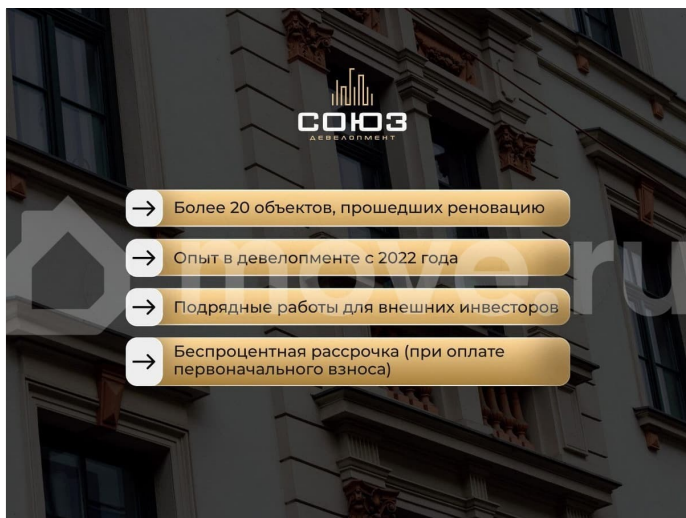 СОЮЗ
ДЕВЕЛОПМЕНТ
Более 20 объектов, прошедших реновацию
Опыт в девелопменте с 2022 года
move.ru
Подрядные работы для внешних инвесторов
Беспроцентная рассрочка (при оплате
первоначального взноса)